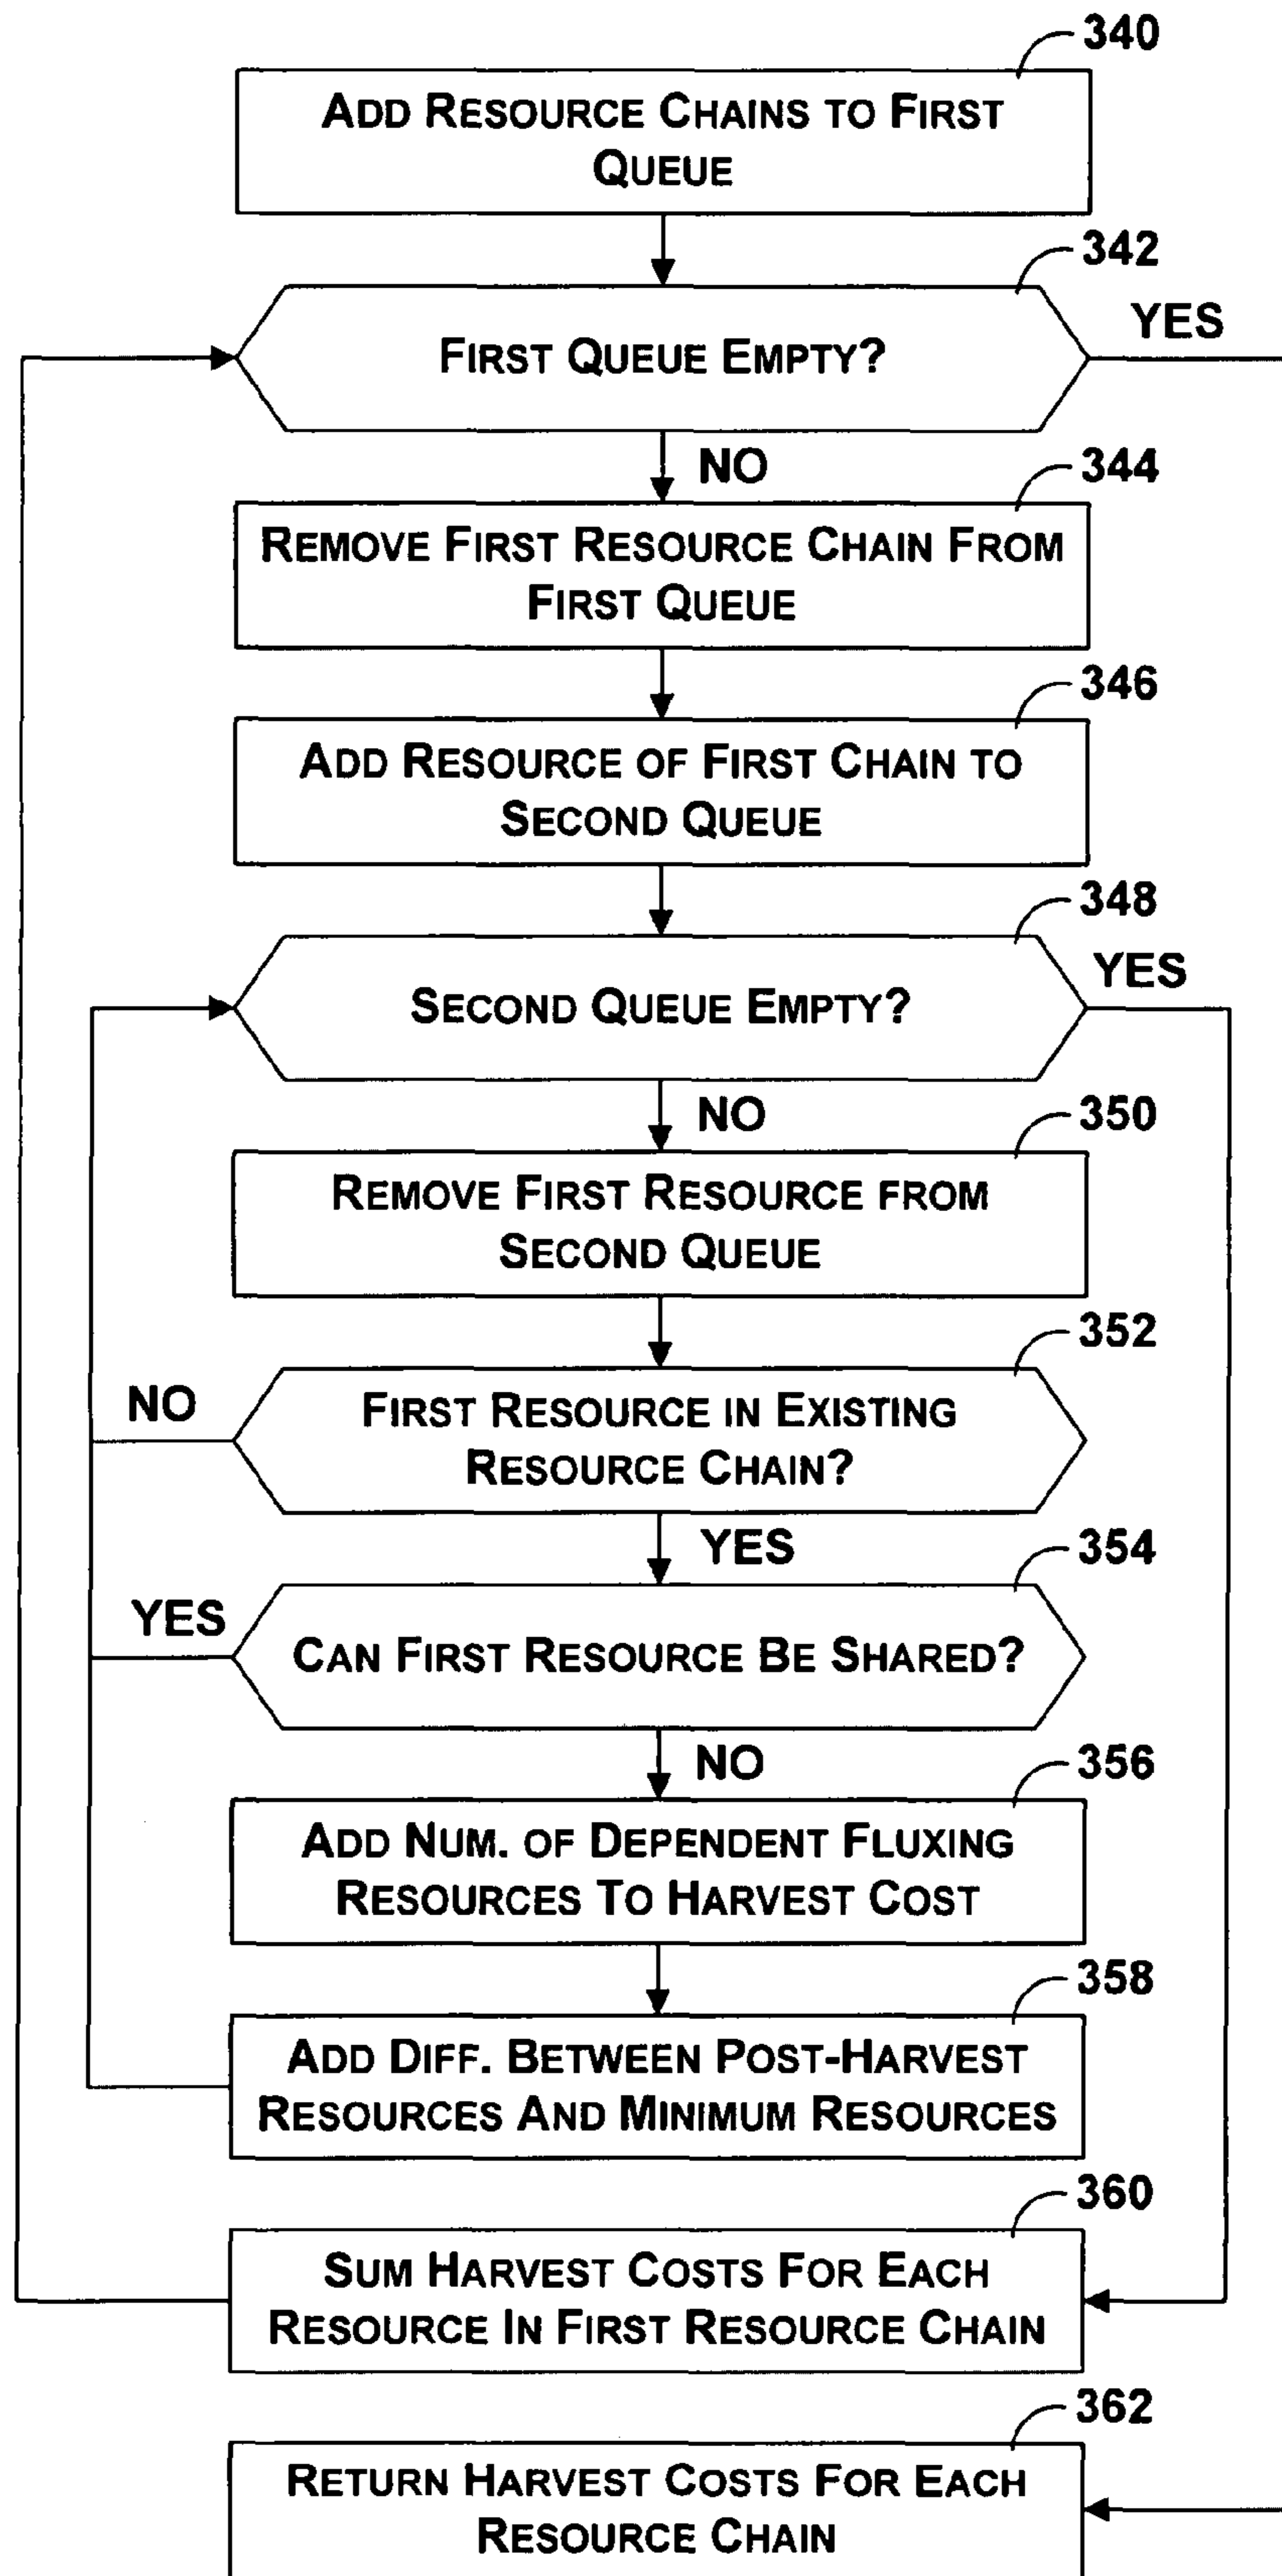 340
ADD RESOURCE CHAINS TO FIRST
QUEUE
342
FIRST QUEUE EMPTY?
YES
NO
344
REMOVE FIRST RESOURCE CHAIN FROM
FIRST QUEUE
346
ADD RESOURCE OF FIRST CHAIN TO
SECOND QUEUE
348
SECOND QUEUE EMPTY?
YES
NO
350
REMOVE FIRST RESOURCE FROM
SECOND QUEUE
352
FIRST RESOURCE IN EXISTING
RESOURCE CHAIN?
NO
YES
354
CAN FIRST RESOURCE BE SHARED?
YES
NO
356
ADD NUM. OF DEPENDENT FLUXING
RESOURCES TO HARVEST COST
358
ADD DIFF. BETWEEN POST-HARVEST
RESOURCES AND MINIMUM RESOURCES
360
SUM HARVEST COSTS FOR EACH
RESOURCE IN FIRST RESOURCE CHAIN
362
RETURN HARVEST COSTS FOR EACH
RESOURCE CHAIN